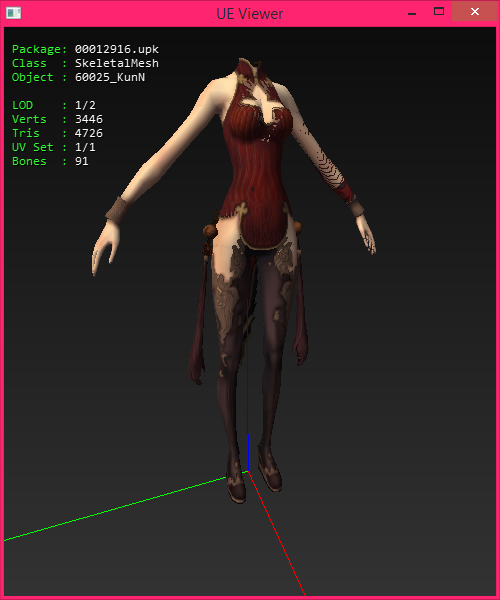 UE Viewer
Package: 00012916.upk
Class : SkeletalMesh
Object : 60025_KunN
LOD : 1/2
Verts : 3446
Tris : 4726
UV Set : 1/1
Bones : 91